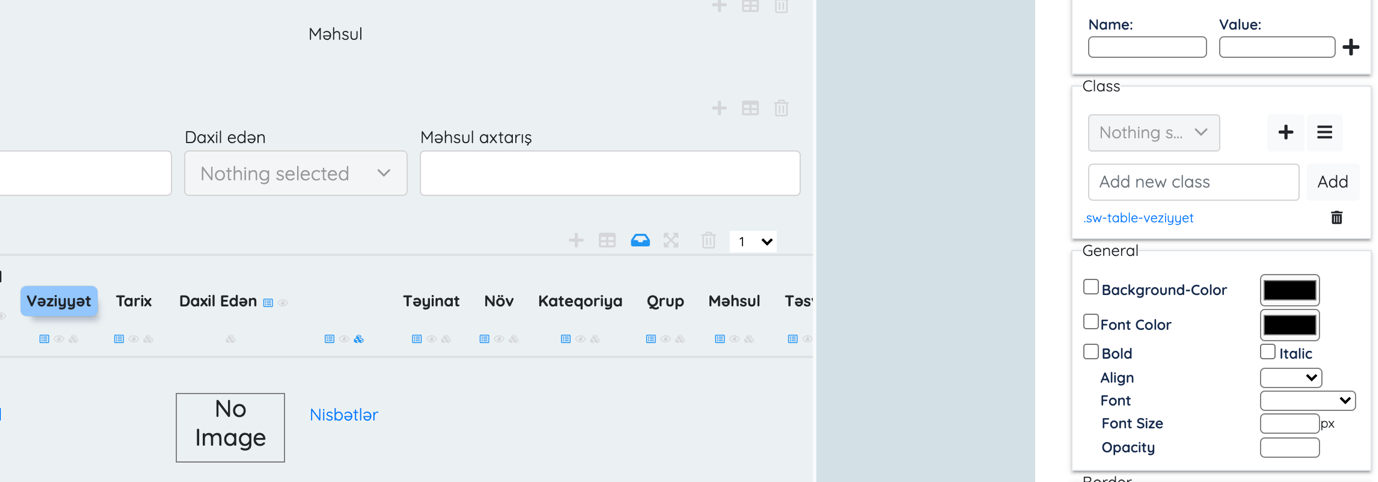 Məhsul
Daxil edən
Məhsul axtarış
Nothing selected
1
Vəziyyət
Tarix
Daxil Edən
Təyinat
Növ
Kateqoriya
Qrup
Məhsul
No
Image
Nisbətlər
Name:
Value:
Class
Nothing s...
Add new class
Add
.sw-table-veziyyet
General
Background-Color
Font Color
Bold
Italic
Align
Font
Font Size
px
Opacity